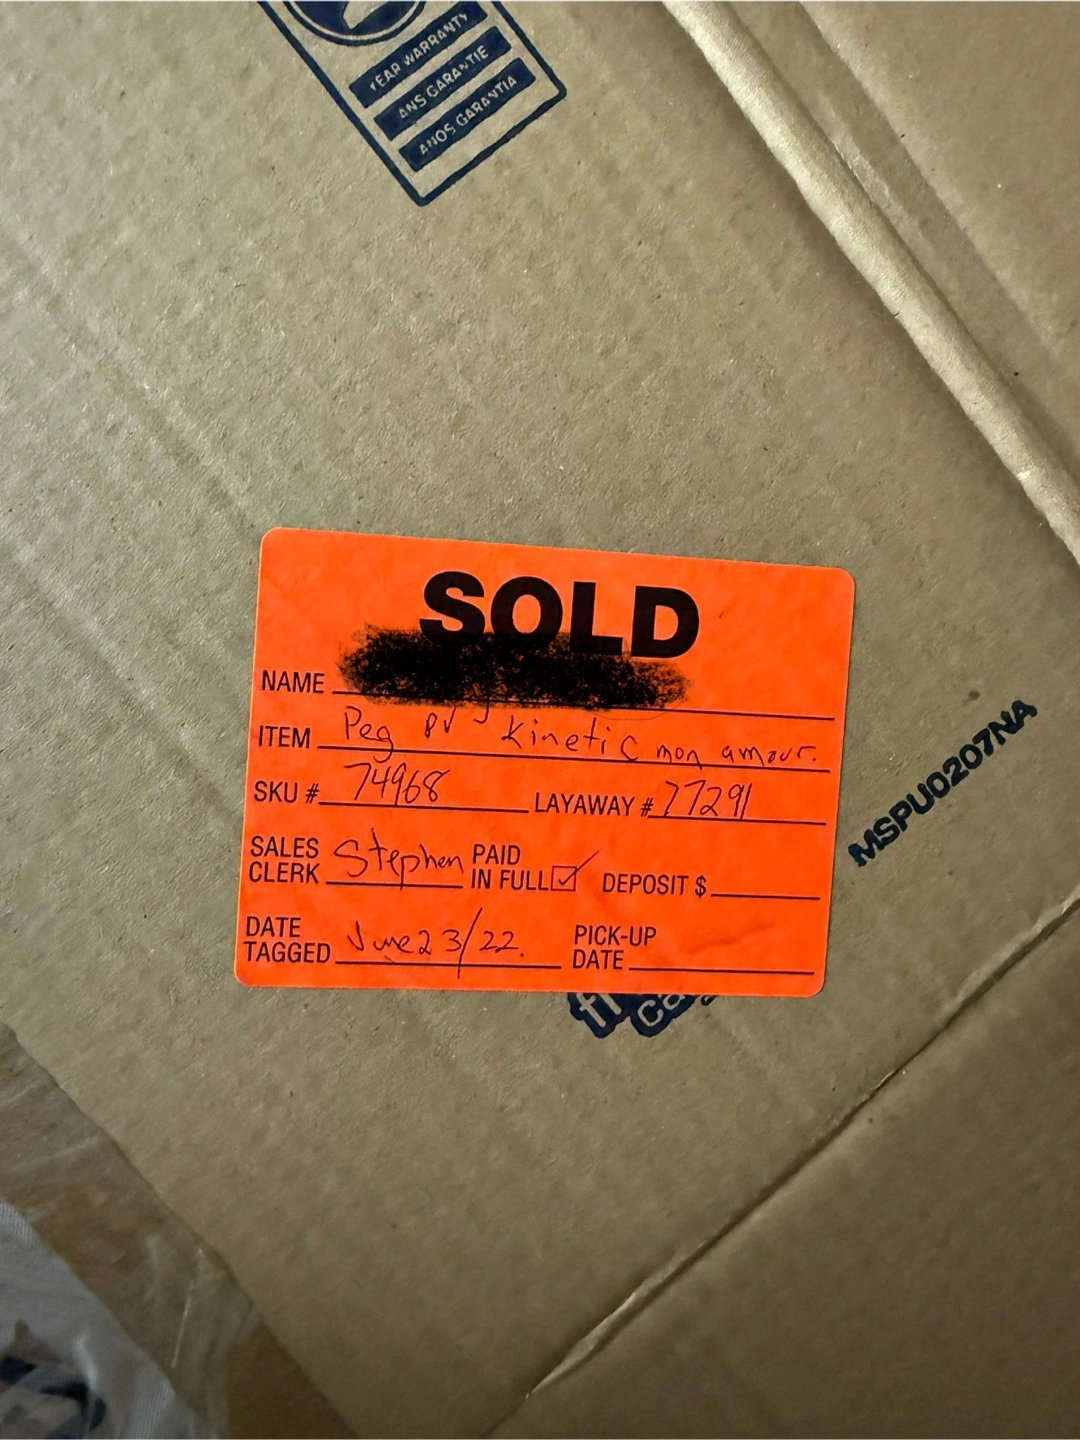 YEAR WARRANTY
ANS GARANTIE
AÑOS GARANTIA
SOLD
NAME
ITEM Peg Kinetic mon amour.
SKU # 74968 LAYAWAY # 77291
SALES CLERK Stephen PAID IN FULL DEPOSIT $
DATE TAGGED June 23/22. PICK-UP DATE
MSPU0207NA